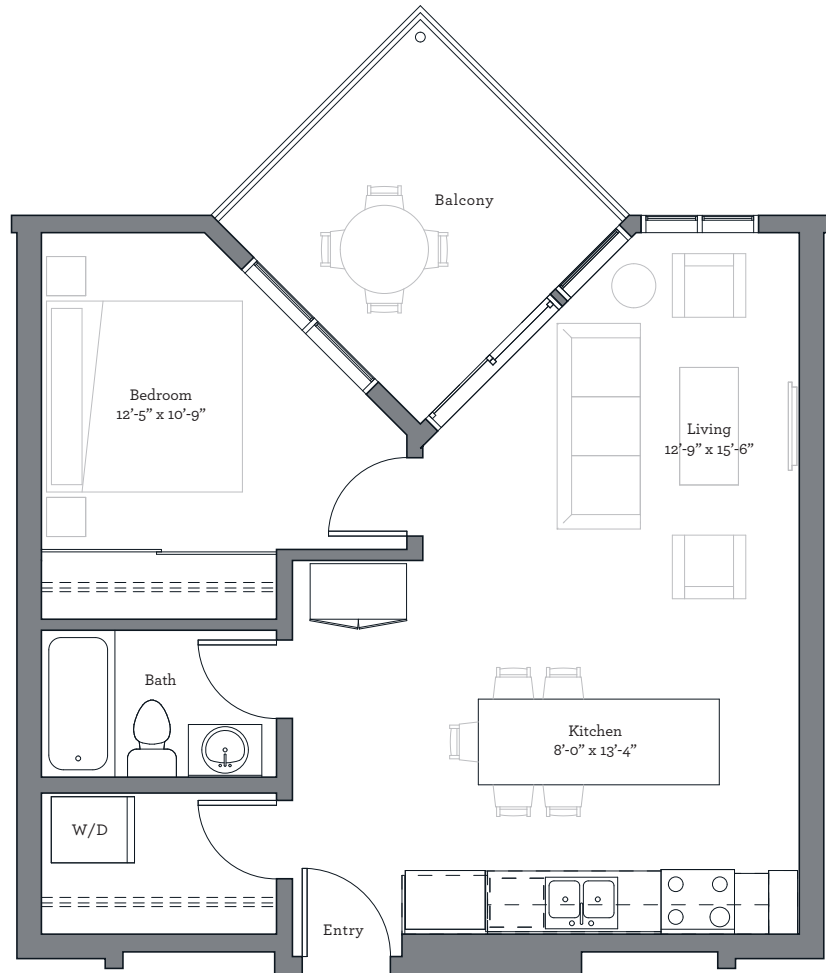 Balcony
Bedroom
12’-5” x 10’-9”
Living
12’-9” x 15’-6”
Bath
Kitchen
8’-0” x 13’-4”
W/D
Entry